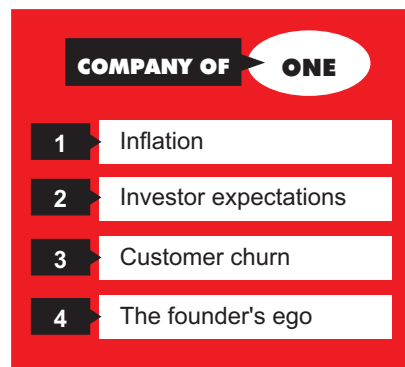 COMPANY OF ONE
1 Inflation
2 Investor expectations
3 Customer churn
4 The founder's ego